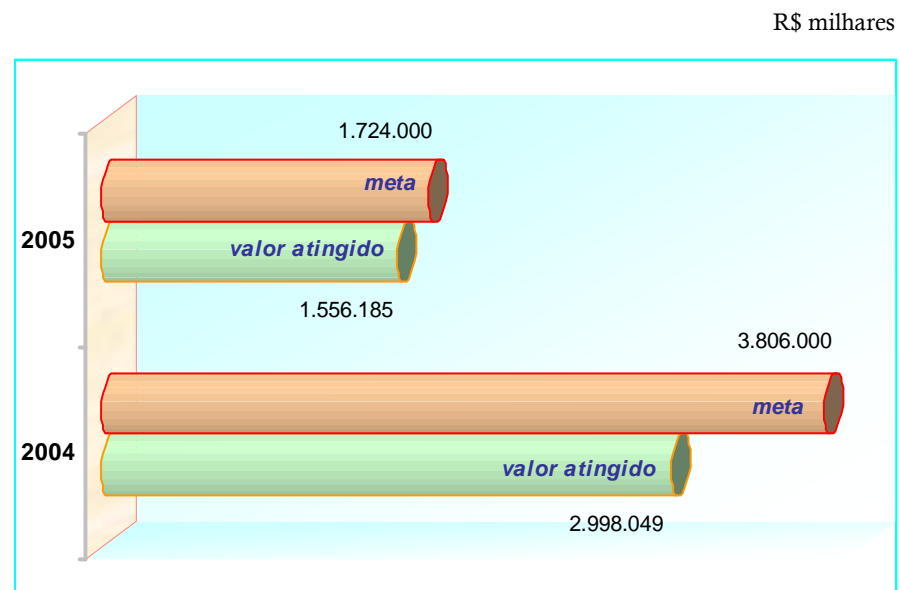 R$ milhares
1.724.000
meta
2005
valor atingido
1.556.185
3.806.000
meta
2004
valor atingido
2.998.049